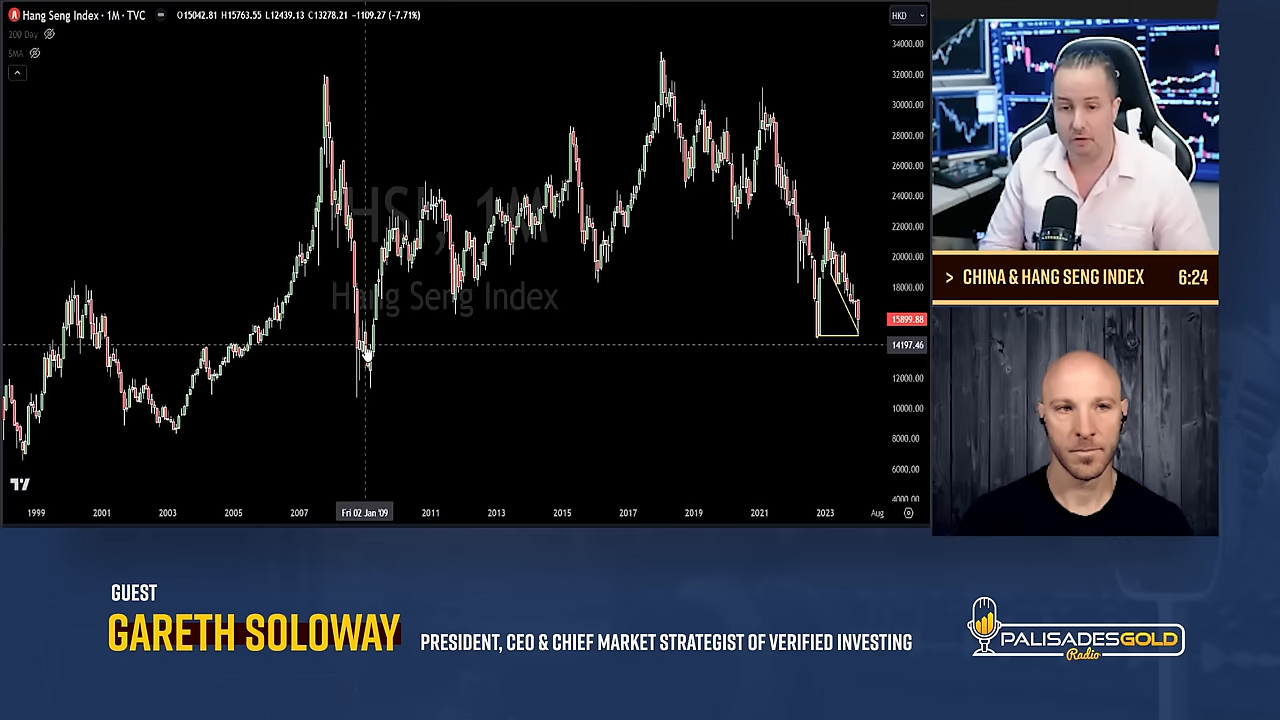 Hang Seng Index · 1M · TVC O15042.81 H15763.55 L12439.13 C13278.21 −1109.27 (−7.71%)
200 Day
SMA
HKD
34000.00
32000.00
30000.00
28000.00
26000.00
24000.00
22000.00
20000.00
18000.00
15899.88
14197.46
12000.00
10000.00
8000.00
6000.00
4000.00
HSI, 1M
Hang Seng Index
1999 2001 2003 2005 2007 Fri 02 Jan '09 2011 2013 2015 2017 2019 2021 2023 Aug
> CHINA & HANG SENG INDEX 6:24
GUEST
GARETH SOLOWAY PRESIDENT, CEO & CHIEF MARKET STRATEGIST OF VERIFIED INVESTING
PALISADESGOLD
Radio